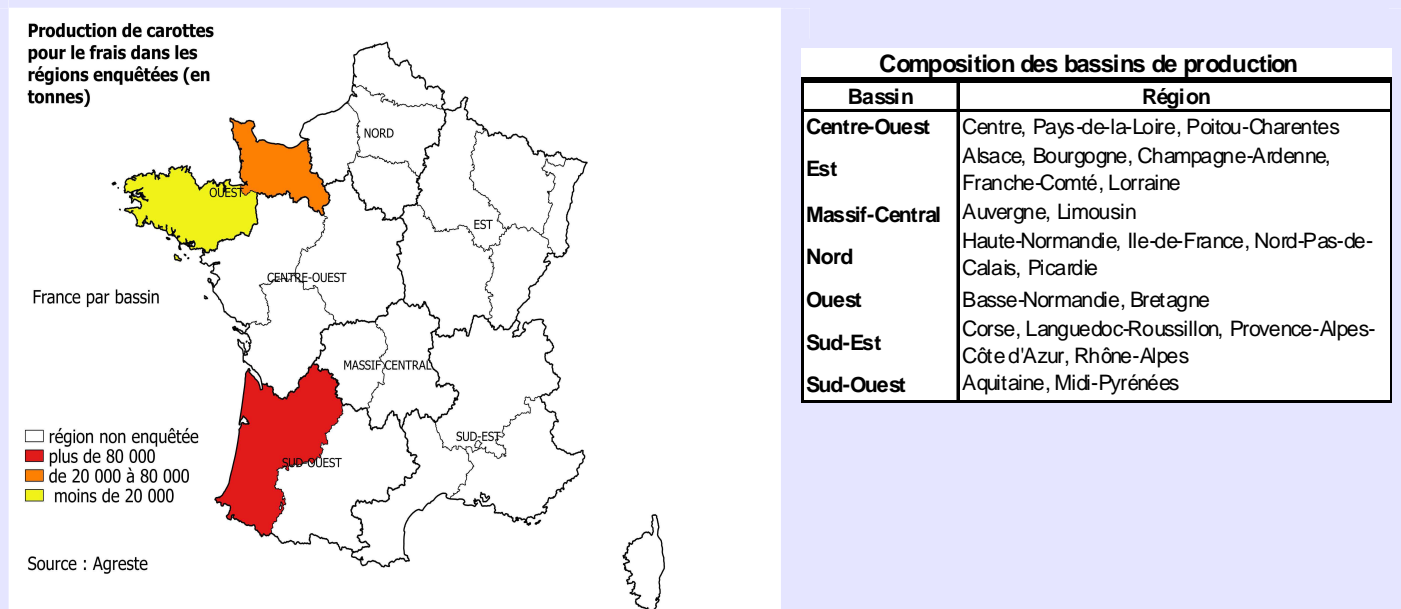 Production de carottes
pour le frais dans les
régions enquêtées (en
tonnes)
NORD
OUEST
EST
CENTRE-OUEST
France par bassin
MASSIF CENTRAL
SUD-EST
SUD-OUEST
région non enquêtée
plus de 80 000
de 20 000 à 80 000
moins de 20 000
Source : Agreste
Composition des bassins de production
Bassin Région
Centre-Ouest Centre, Pays-de-la-Loire, Poitou-Charentes
Est Alsace, Bourgogne, Champagne-Ardenne,
Franche-Comté, Lorraine
Massif-Central Auvergne, Limousin
Nord Haute-Normandie, Ile-de-France, Nord-Pas-de-
Calais, Picardie
Ouest Basse-Normandie, Bretagne
Sud-Est Corse, Languedoc-Roussillon, Provence-Alpes-
Côte d'Azur, Rhône-Alpes
Sud-Ouest Aquitaine, Midi-Pyrénées